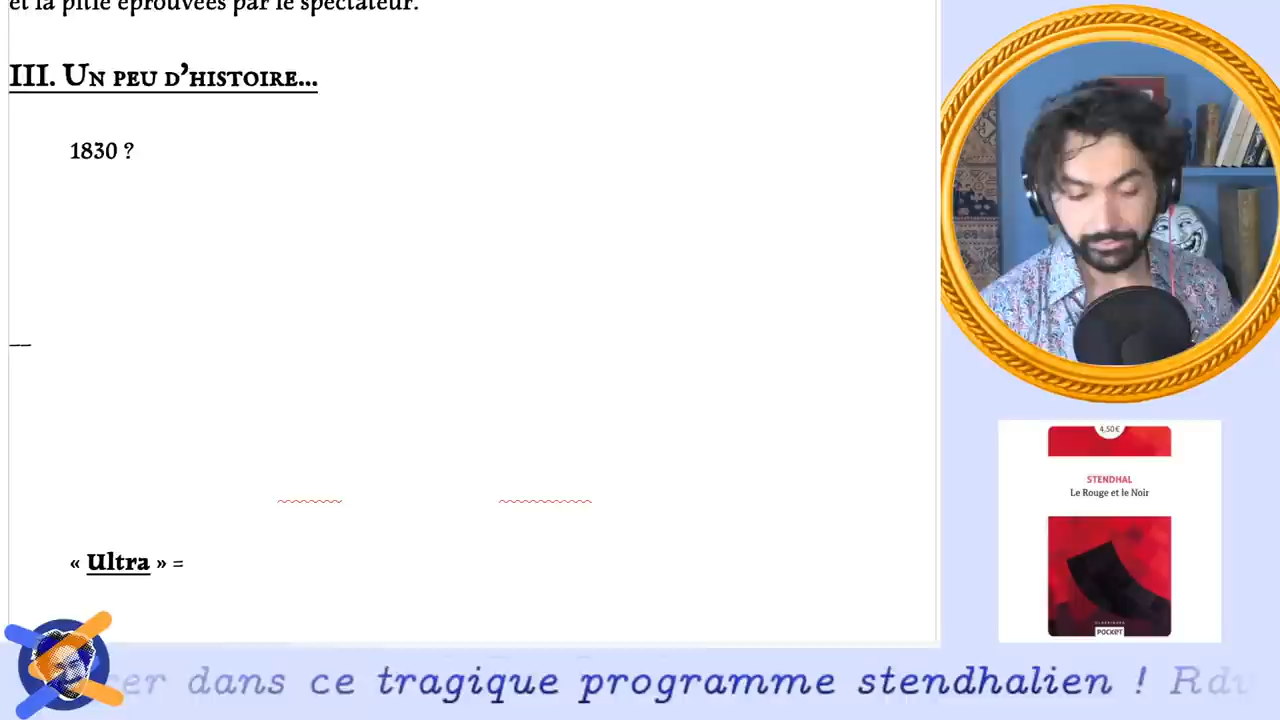 et la pitié éprouvées par le spectateur.
III. Un peu d'histoire...
1830 ?
« Ultra » =
4,50€
STENDHAL
Le Rouge et le Noir
CLASSIQUES
POCKET
dans ce tragique programme stendhalien ! Rdv